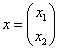 x = (x₁
x₂)